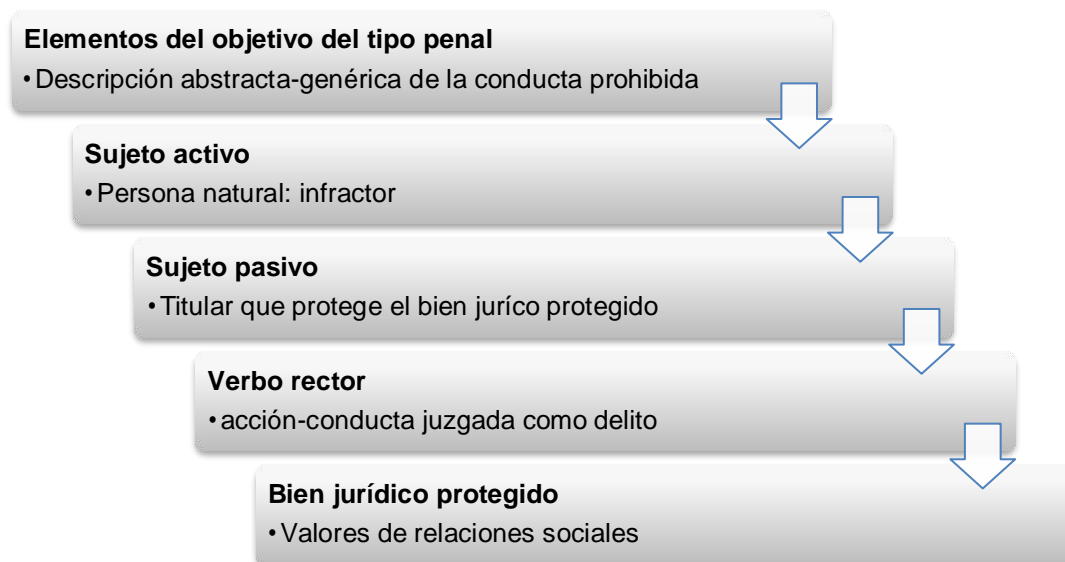 Elementos del objetivo del tipo penal
• Descripción abstracta-genérica de la conducta prohibida
Sujeto activo
• Persona natural: infractor
Sujeto pasivo
• Titular que protege el bien juríco protegido
Verbo rector
• acción-conducta juzgada como delito
Bien jurídico protegido
• Valores de relaciones sociales